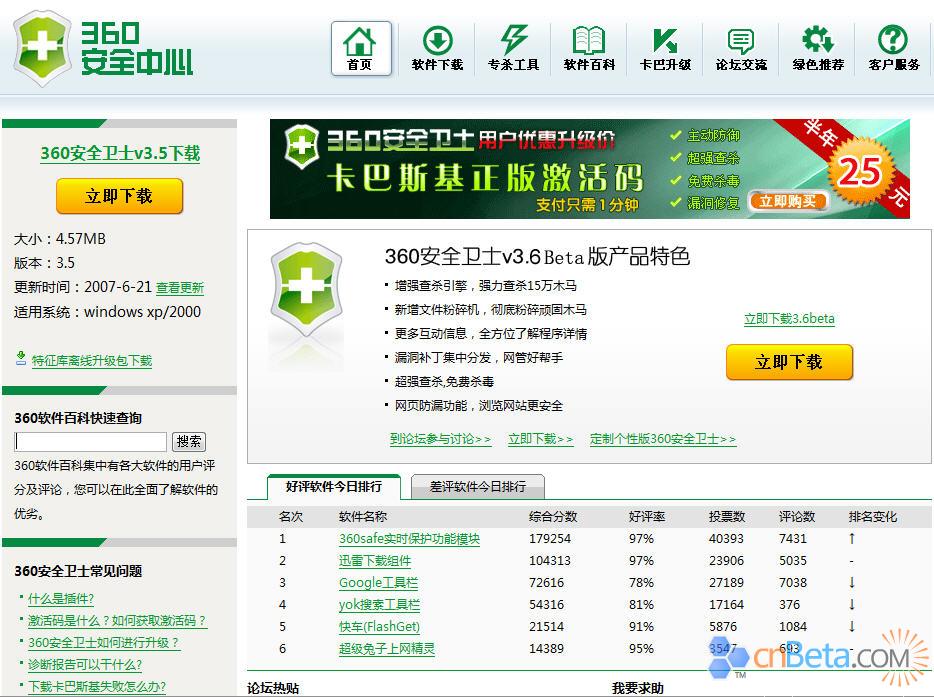 360
安全中心
首页
软件下载
专杀工具
软件百科
卡巴升级
论坛交流
绿色推荐
客户服务
360安全卫士v3.5下载
立即下载
大小：4.57MB
版本：3.5
更新时间：2007-6-21 查看更新
适用系统：windows xp/2000
特征库离线升级包下载
360软件百科快速查询
搜索
360软件百科集中有各大软件的用户评
分及评论，您可以在此全面了解软件的
优劣。
360安全卫士常见问题
什么是插件?
激活码是什么？如何获取激活码？
360安全卫士如何进行升级？
诊断报告可以干什么?
下载卡巴斯基失败怎么办?
360安全卫士用户优惠升级价
卡巴斯基正版激活码
支付只需1分钟
主动防御
超强查杀
免费杀毒
漏洞修复
半年
25
元
立即购买
360安全卫士v3.6Beta版产品特色
增强查杀引擎，强力查杀15万木马
新增文件粉碎机，彻底粉碎顽固木马
更多互动信息，全方位了解程序详情
漏洞补丁集中分发，网管好帮手
超强查杀,免费杀毒
网页防漏功能，浏览网站更安全
立即下载3.6beta
立即下载
到论坛参与讨论>> 立即下载>> 定制个性版360安全卫士>>
好评软件今日排行 差评软件今日排行
名次 软件名称 综合分数 好评率 投票数 评论数 排名变化
1 360safe实时保护功能模块 179254 97% 40393 7431 ↑
2 迅雷下载组件 104313 97% 23906 5035 -
3 Google工具栏 72616 78% 27189 7038 ↓
4 yok搜索工具栏 54316 81% 17164 376 ↓
5 快车(FlashGet) 21514 91% 5876 1084 ↓
6 超级兔子上网精灵 14389 95% 3547 693 -
论坛热贴 我要求助
cnBeta.COM
TM